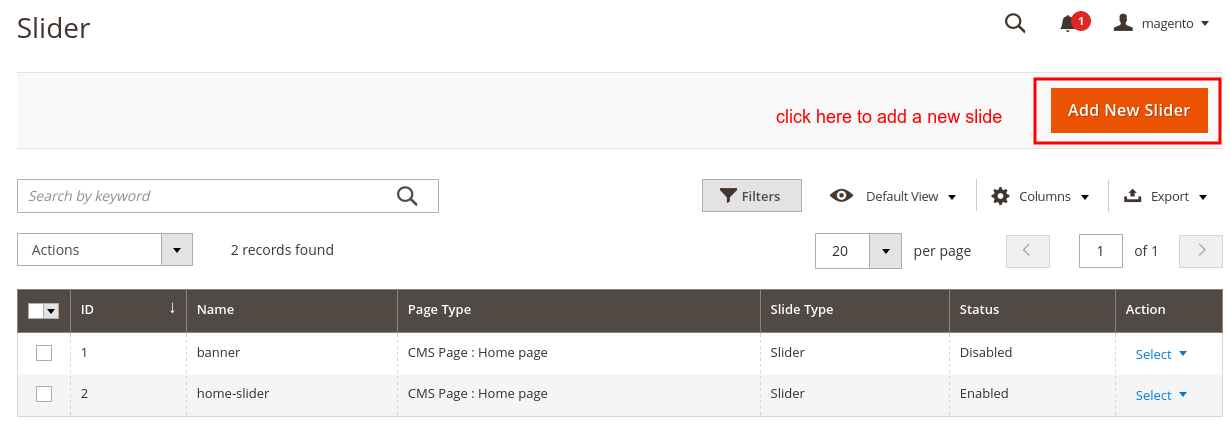 Slider
1
magento
click here to add a new slide
Add New Slider
Search by keyword
Filters
Default View
Columns
Export
Actions
2 records found
20
per page
1
of 1
ID ↓ Name Page Type Slide Type Status Action
1 banner CMS Page : Home page Slider Disabled Select
2 home-slider CMS Page : Home page Slider Enabled Select